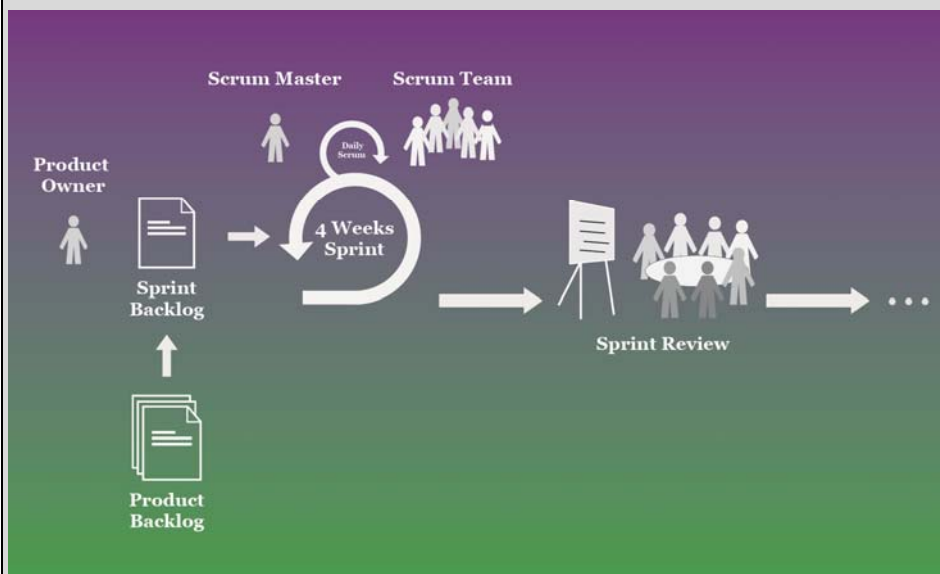 Scrum Master
Scrum Team
Daily
Scrum
Product
Owner
4 Weeks
Sprint
Sprint
Backlog
Sprint Review
Product
Backlog